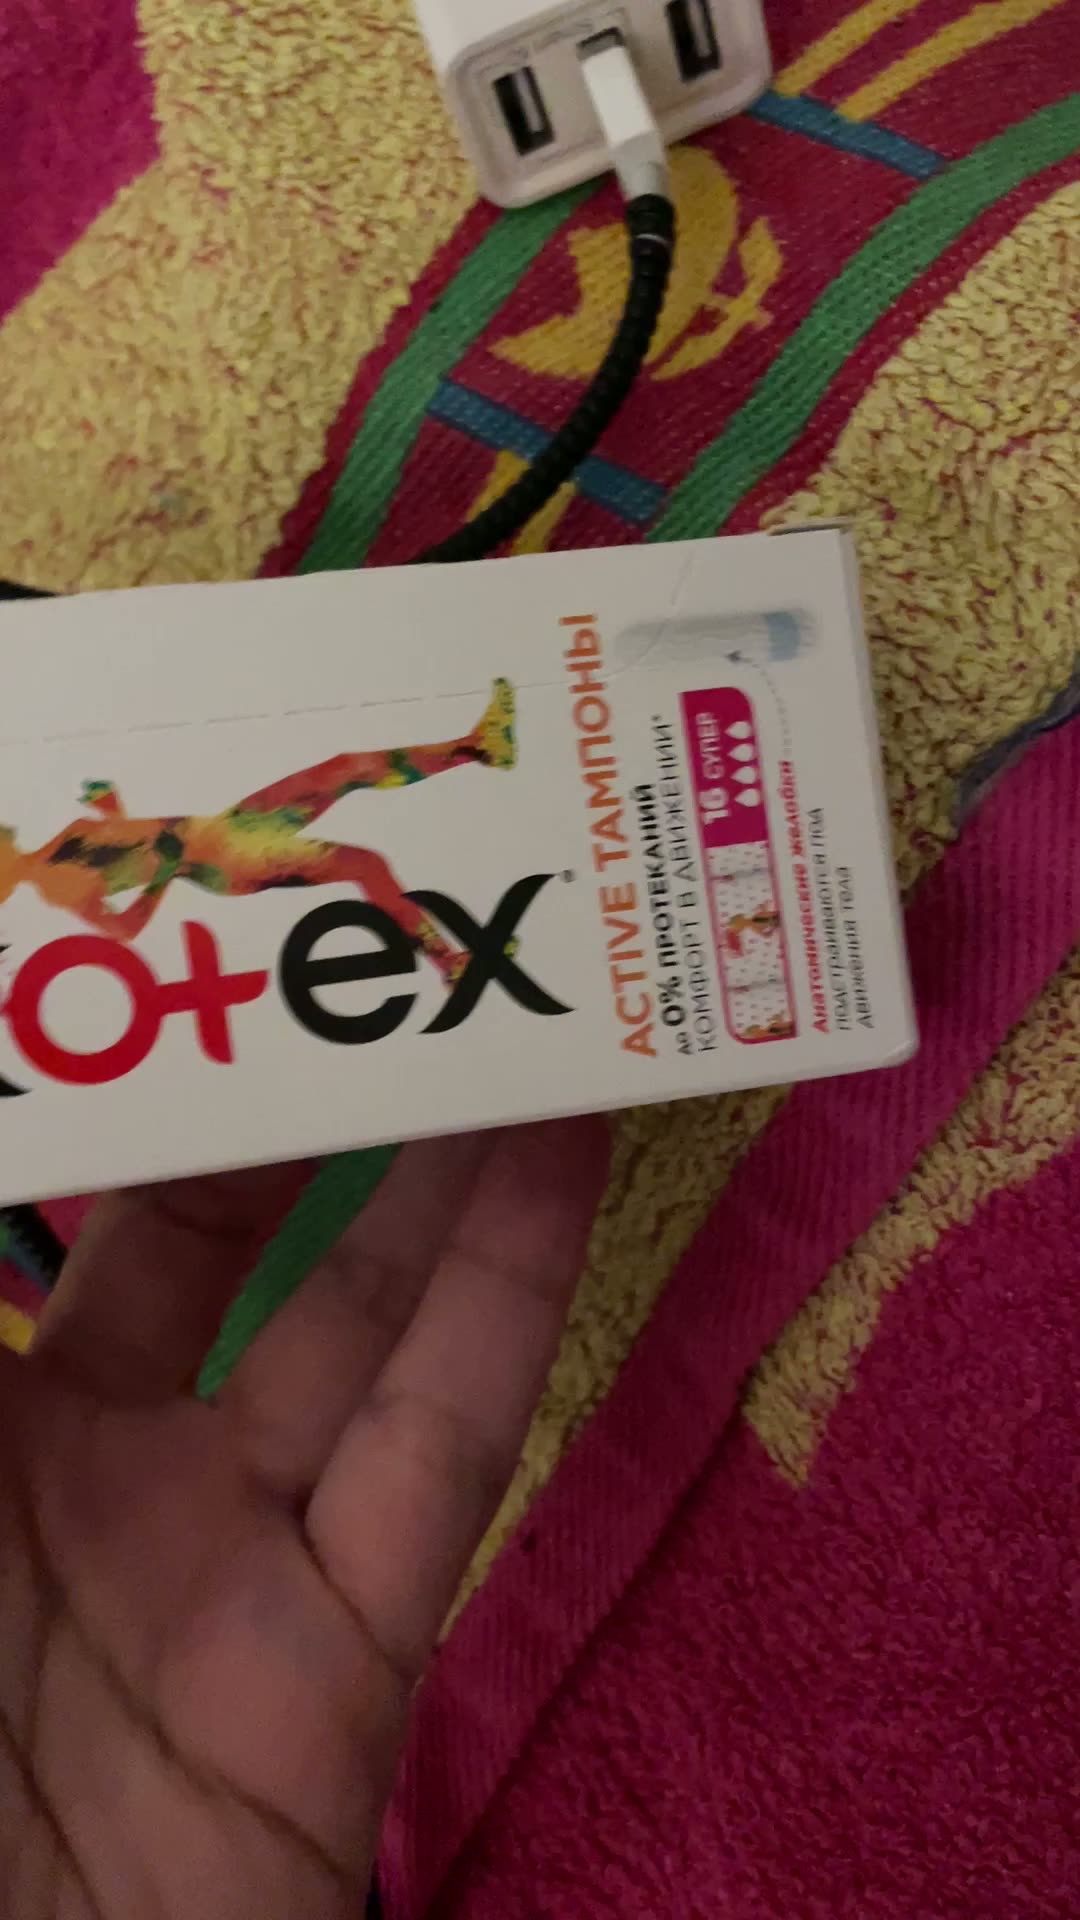 otex
ACTIVE ТАМПОНЫ
до 0% ПРОТЕКАНИЙ
КОМФОРТ В ДВИЖЕНИИ*
16 СУПЕР
Анатомические желобки
подстраиваются под
движения тела